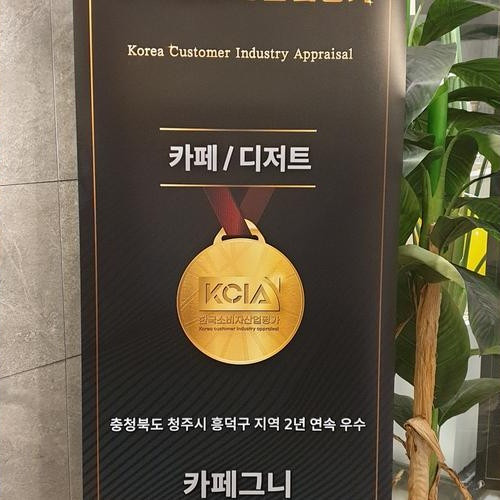 Korea Customer Industry Appraisal
카페 / 디저트
KCIA
한국소비자산업평가
Korea customer industry appraisal
충청북도 청주시 흥덕구 지역 2년 연속 우수
카페그니